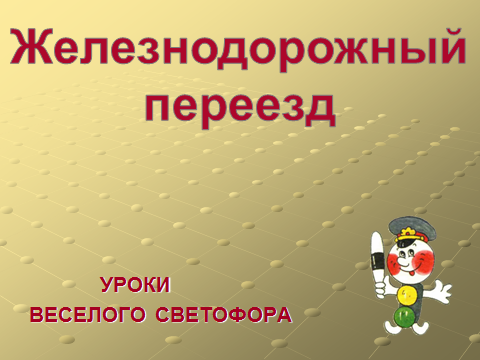 Железнодорожный
переезд
УРОКИ
ВЕСЕЛОГО СВЕТОФОРА